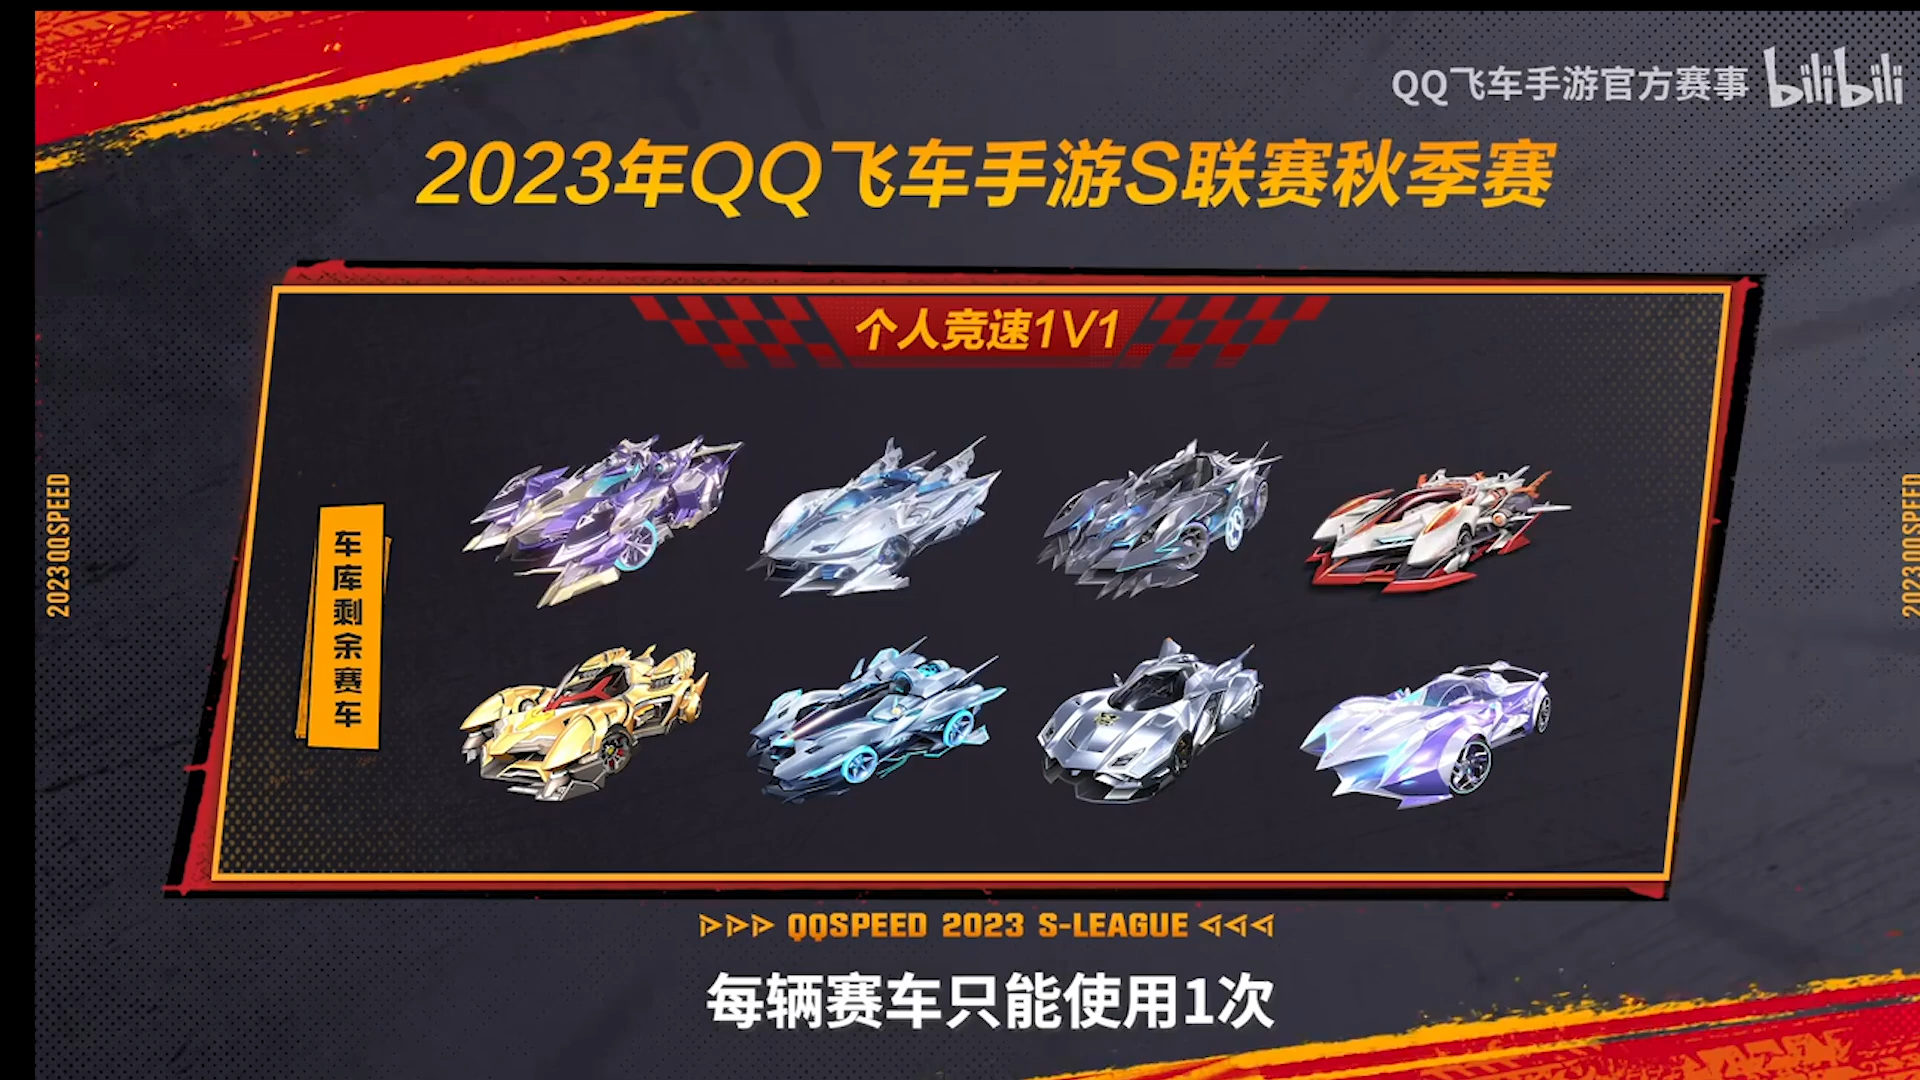 QQ飞车手游官方赛事 bilibili
2023年QQ飞车手游S联赛秋季赛
个人竞速1V1
2023QQSPEED
车库剩余赛车
2023QQSPEED
QQSPEED 2023 S-LEAGUE
每辆赛车只能使用1次